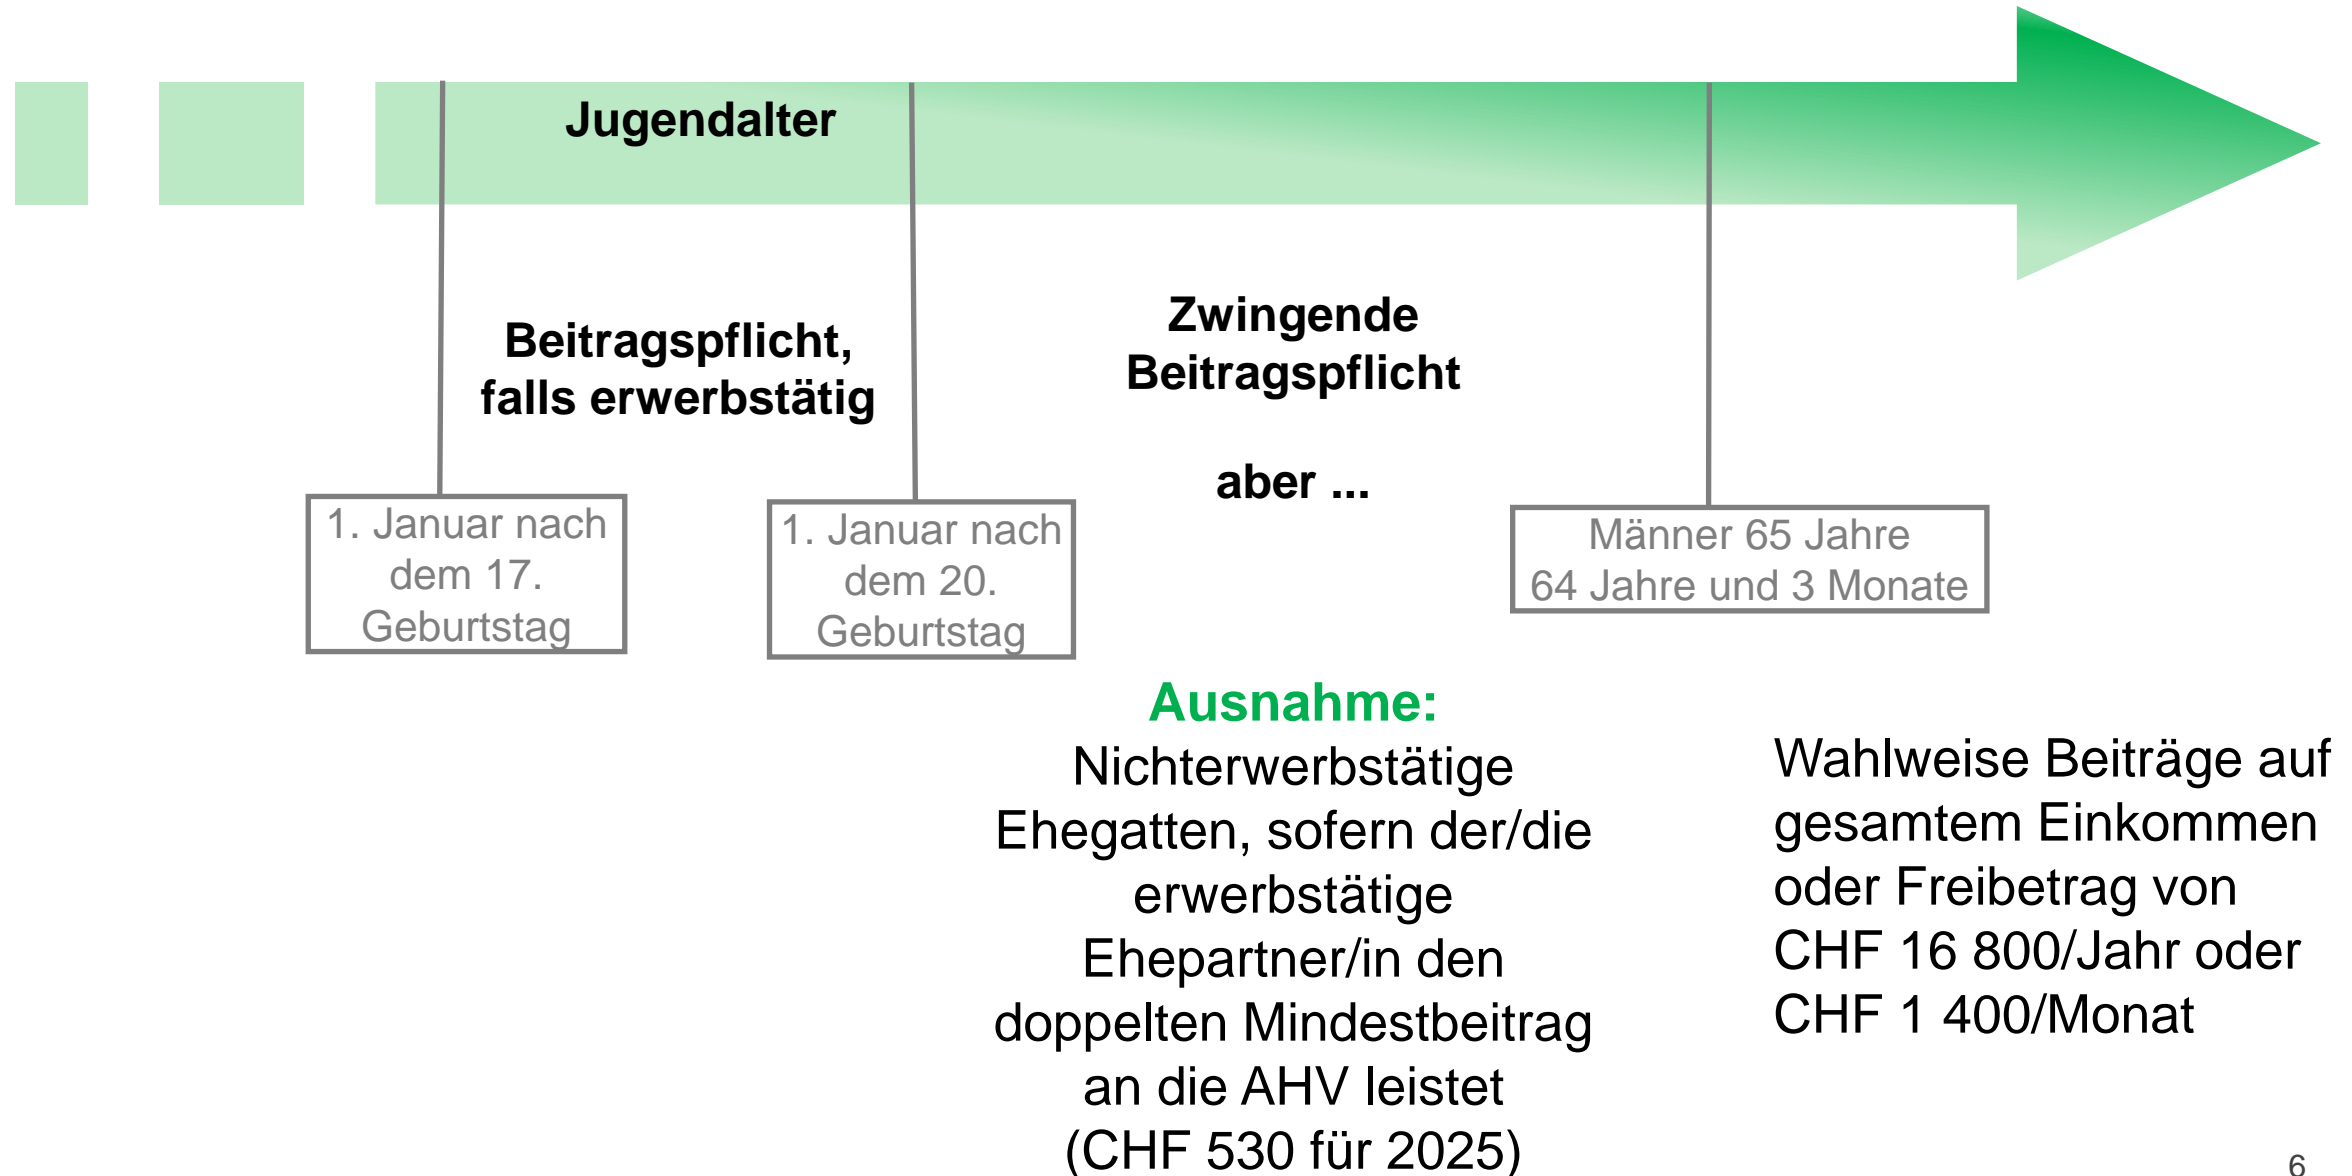 Jugendalter
Beitragspflicht,
falls erwerbstätig
Zwingende
Beitragspflicht
aber ...
1. Januar nach
dem 17.
Geburtstag
1. Januar nach
dem 20.
Geburtstag
Männer 65 Jahre
64 Jahre und 3 Monate
Ausnahme:
Nichterwerbstätige
Ehegatten, sofern der/die
erwerbstätige
Ehepartner/in den
doppelten Mindestbeitrag
an die AHV leistet
(CHF 530 für 2025)
Wahlweise Beiträge auf
gesamtem Einkommen
oder Freibetrag von
CHF 16 800/Jahr oder
CHF 1 400/Monat
6